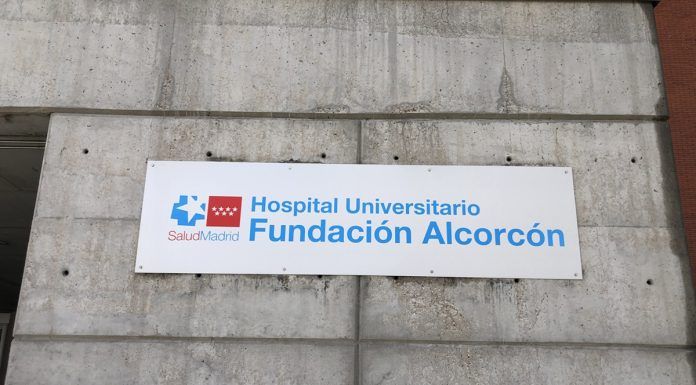 SaludMadrid
Hospital Universitario
Fundación Alcorcón